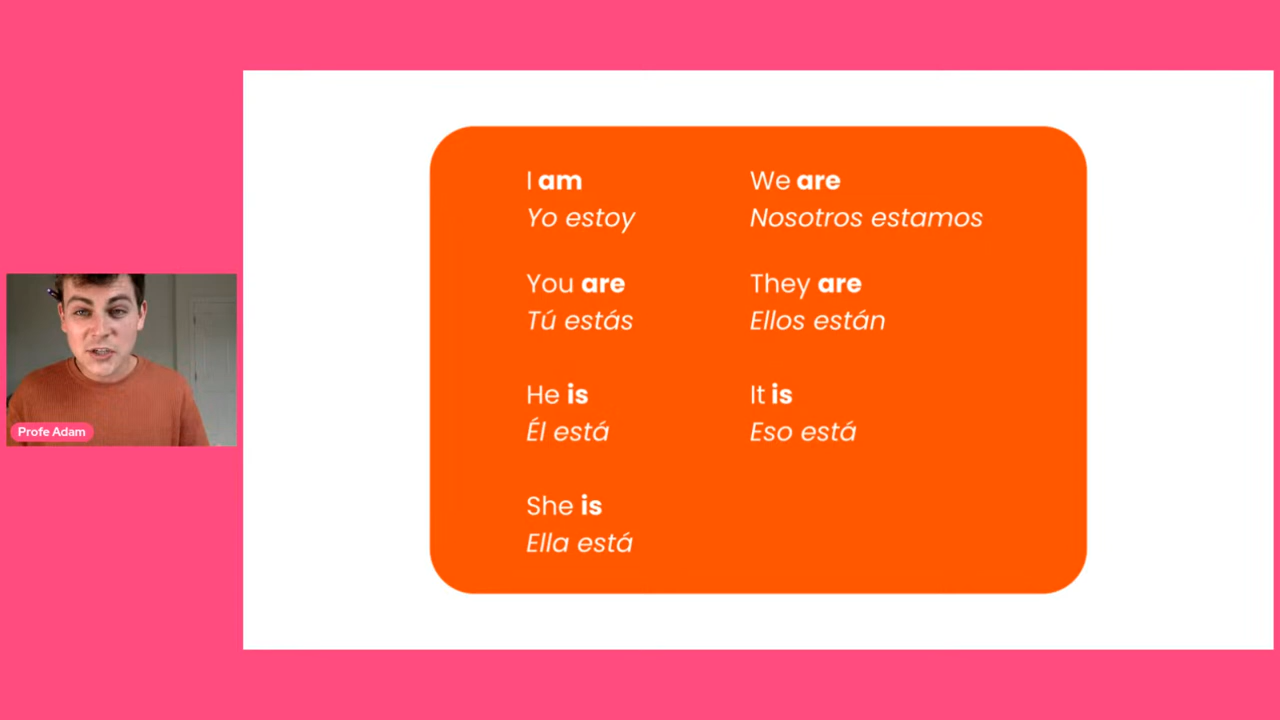 I am
Yo estoy
You are
Tú estás
He is
Él está
She is
Ella está
We are
Nosotros estamos
They are
Ellos están
It is
Eso está
Profe Adam